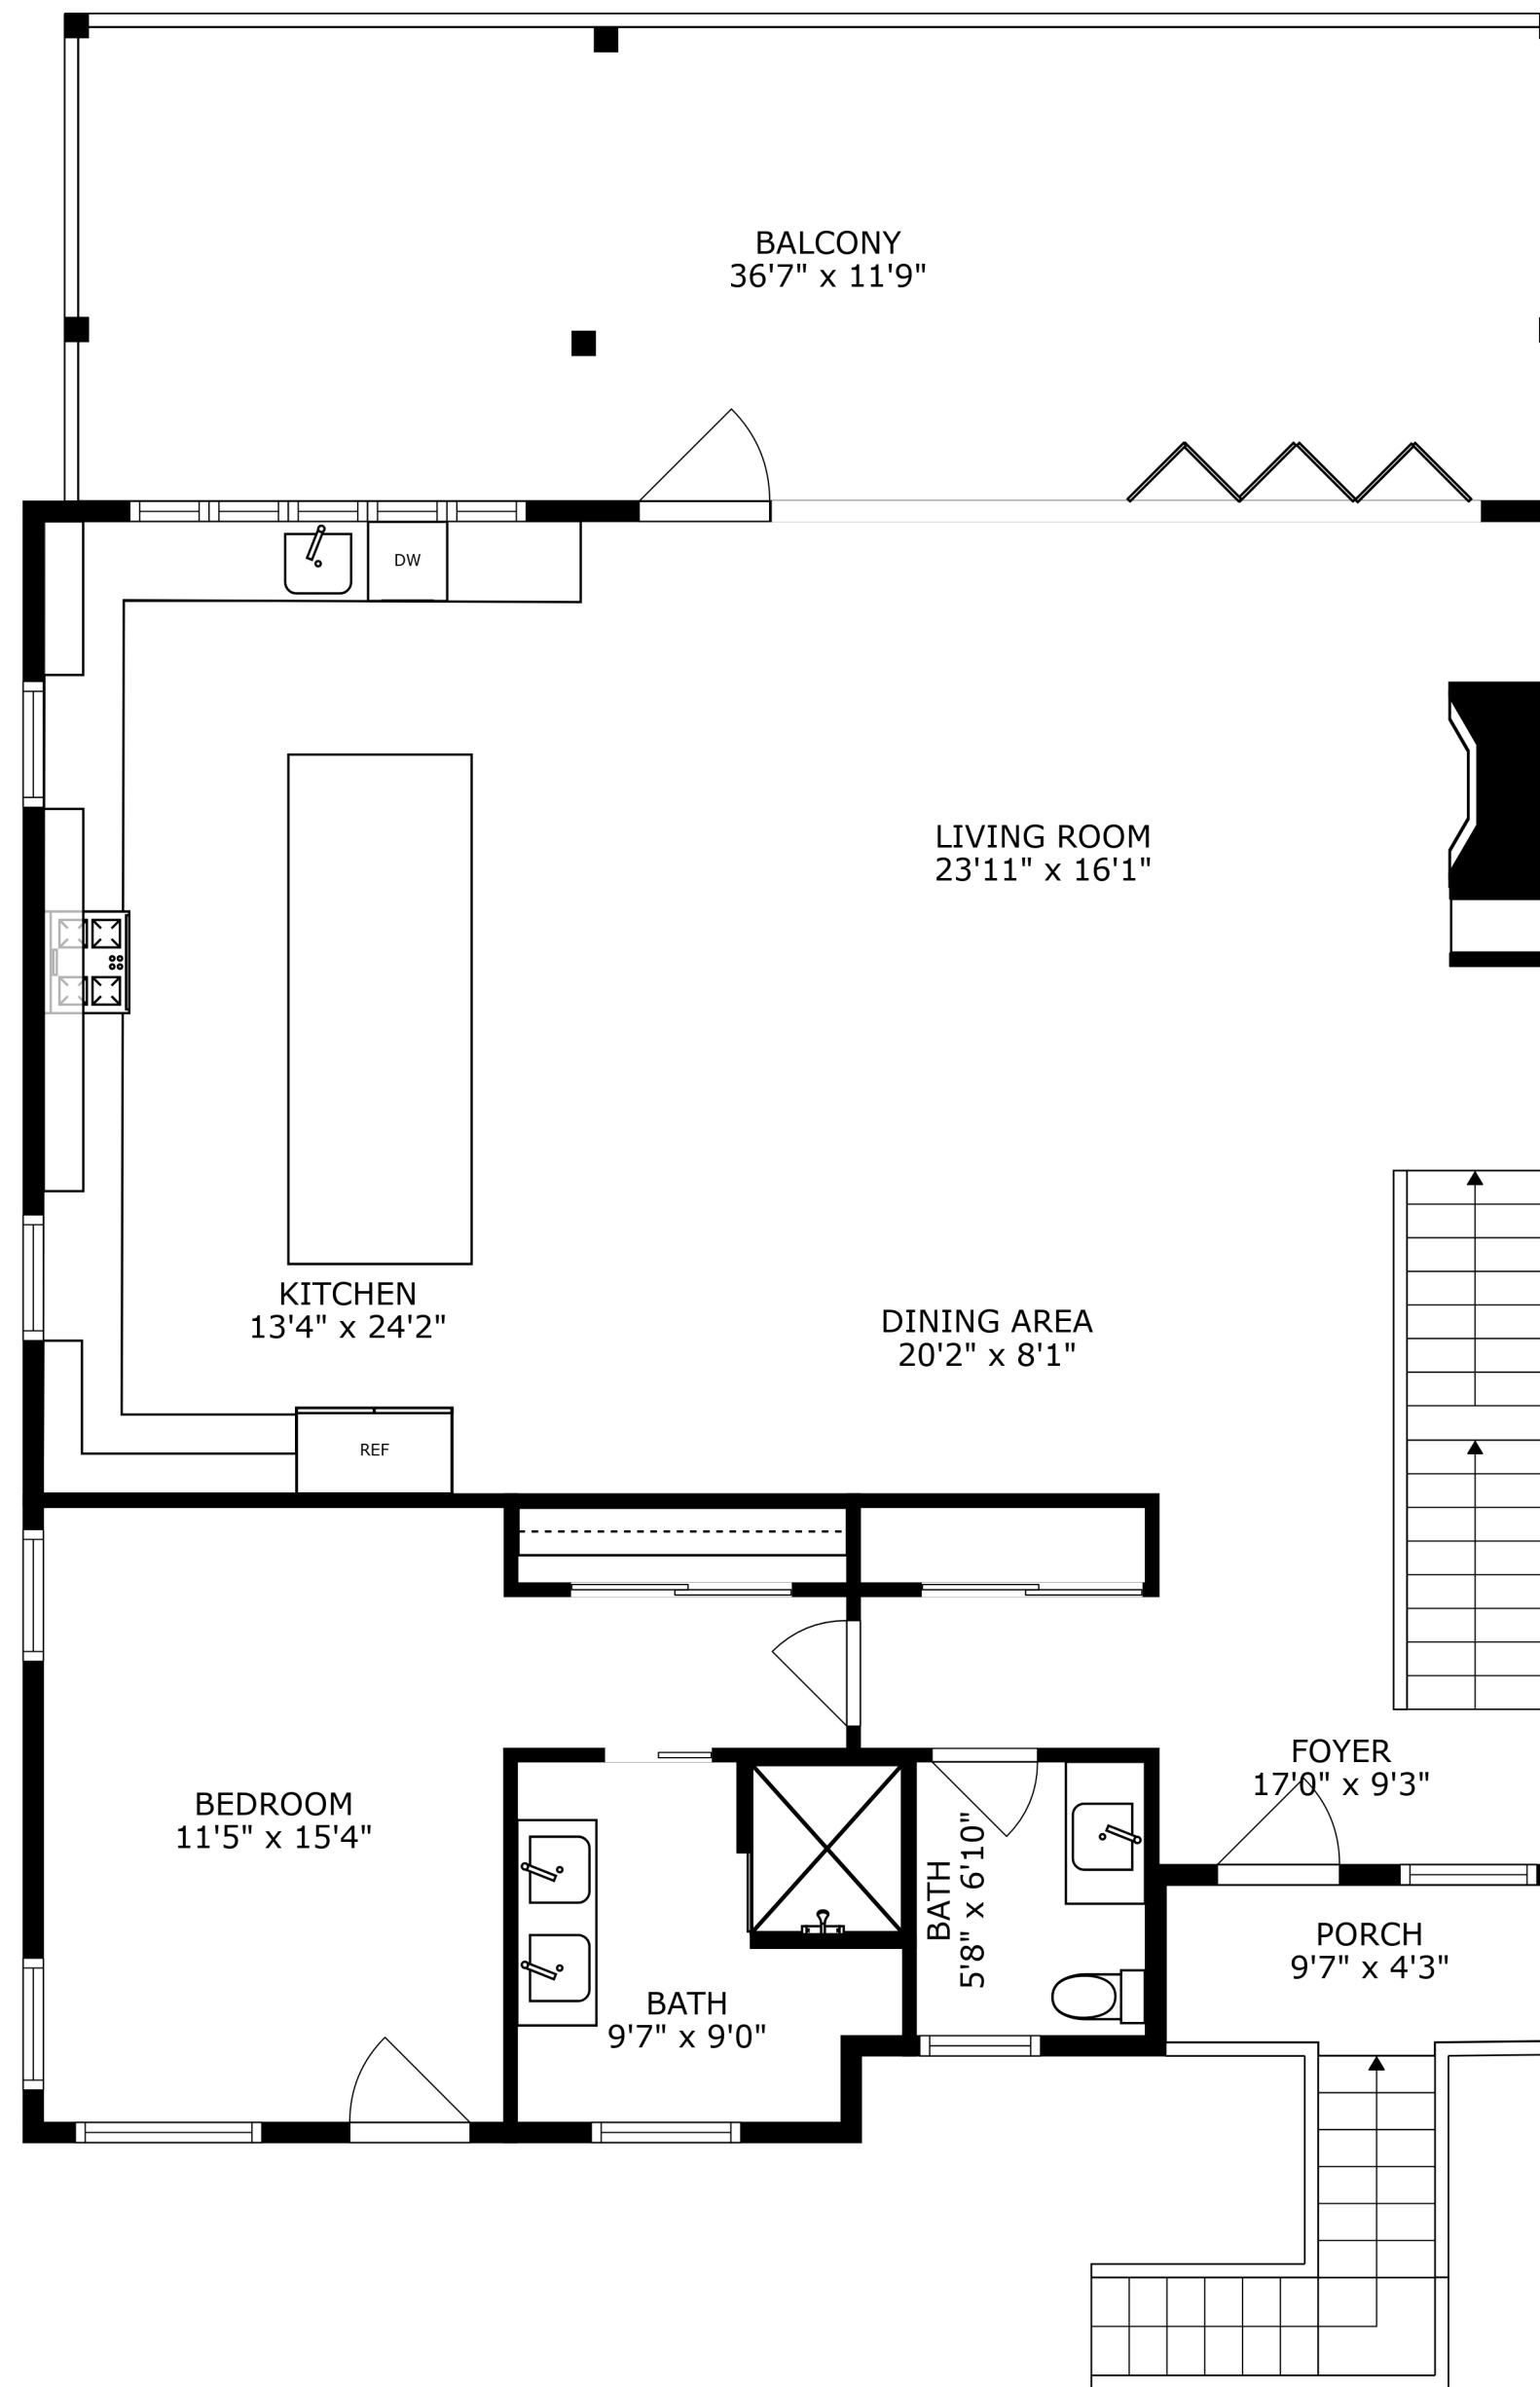 BALCONY
36'7" x 11'9"
DW
LIVING ROOM
23'11" x 16'1"
KITCHEN
13'4" x 24'2"
DINING AREA
20'2" x 8'1"
REF
FOYER
17'0" x 9'3"
BEDROOM
11'5" x 15'4"
BATH
5'8" x 6'10"
PORCH
9'7" x 4'3"
BATH
9'7" x 9'0"